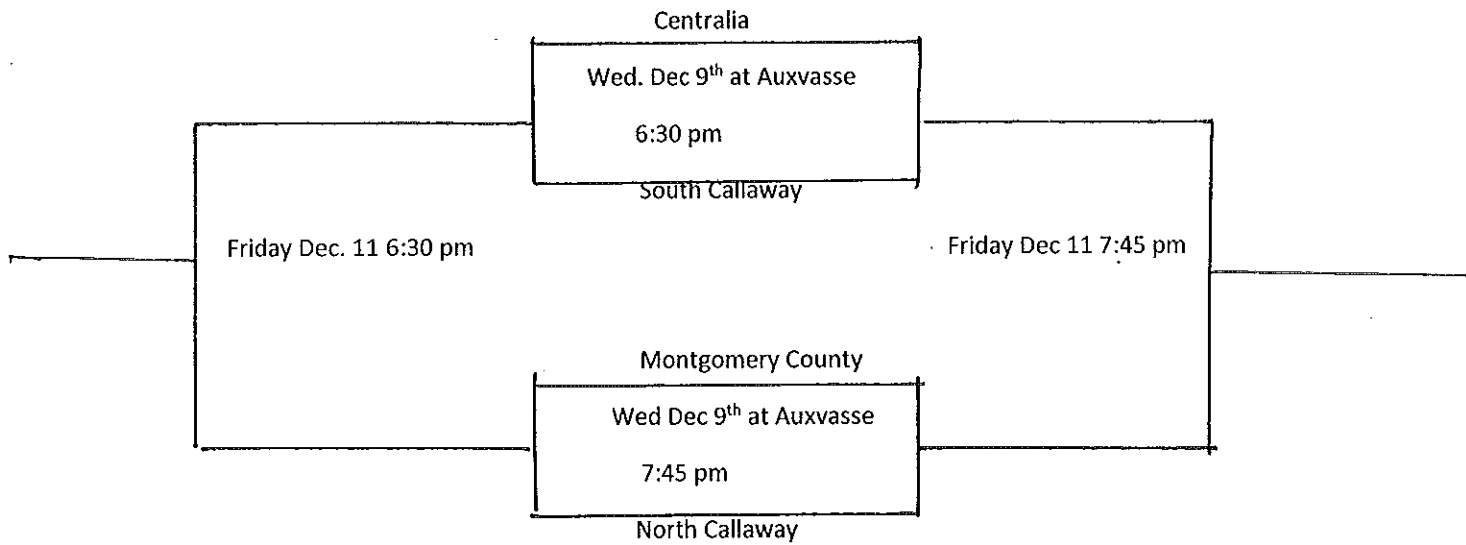 Centralia
Wed. Dec 9th at Auxvasse
6:30 pm
South Callaway
Friday Dec. 11 6:30 pm
Friday Dec 11 7:45 pm
Montgomery County
Wed Dec 9th at Auxvasse
7:45 pm
North Callaway